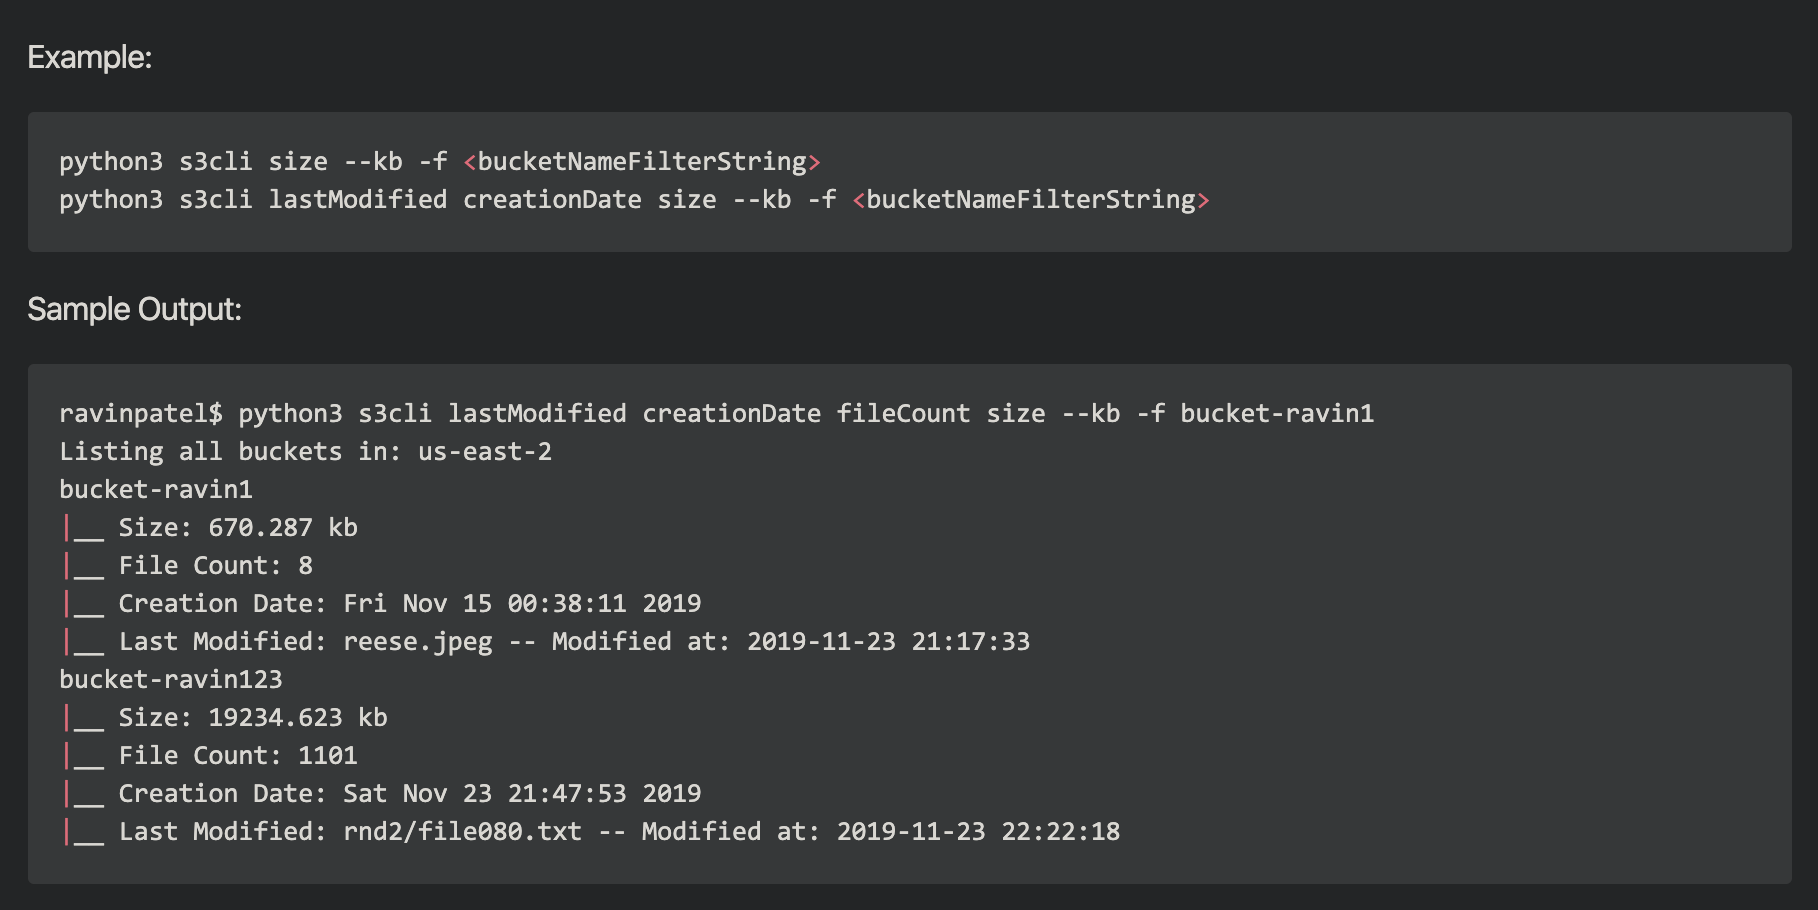 Example:
python3 s3cli size --kb -f <bucketNameFilterString>
python3 s3cli lastModified creationDate size --kb -f <bucketNameFilterString>
Sample Output:
ravinpatel$ python3 s3cli lastModified creationDate fileCount size --kb -f bucket-ravin1
Listing all buckets in: us-east-2
bucket-ravin1
|__ Size: 670.287 kb
|__ File Count: 8
|__ Creation Date: Fri Nov 15 00:38:11 2019
|__ Last Modified: reese.jpeg -- Modified at: 2019-11-23 21:17:33
bucket-ravin123
|__ Size: 19234.623 kb
|__ File Count: 1101
|__ Creation Date: Sat Nov 23 21:47:53 2019
|__ Last Modified: rnd2/file080.txt -- Modified at: 2019-11-23 22:22:18